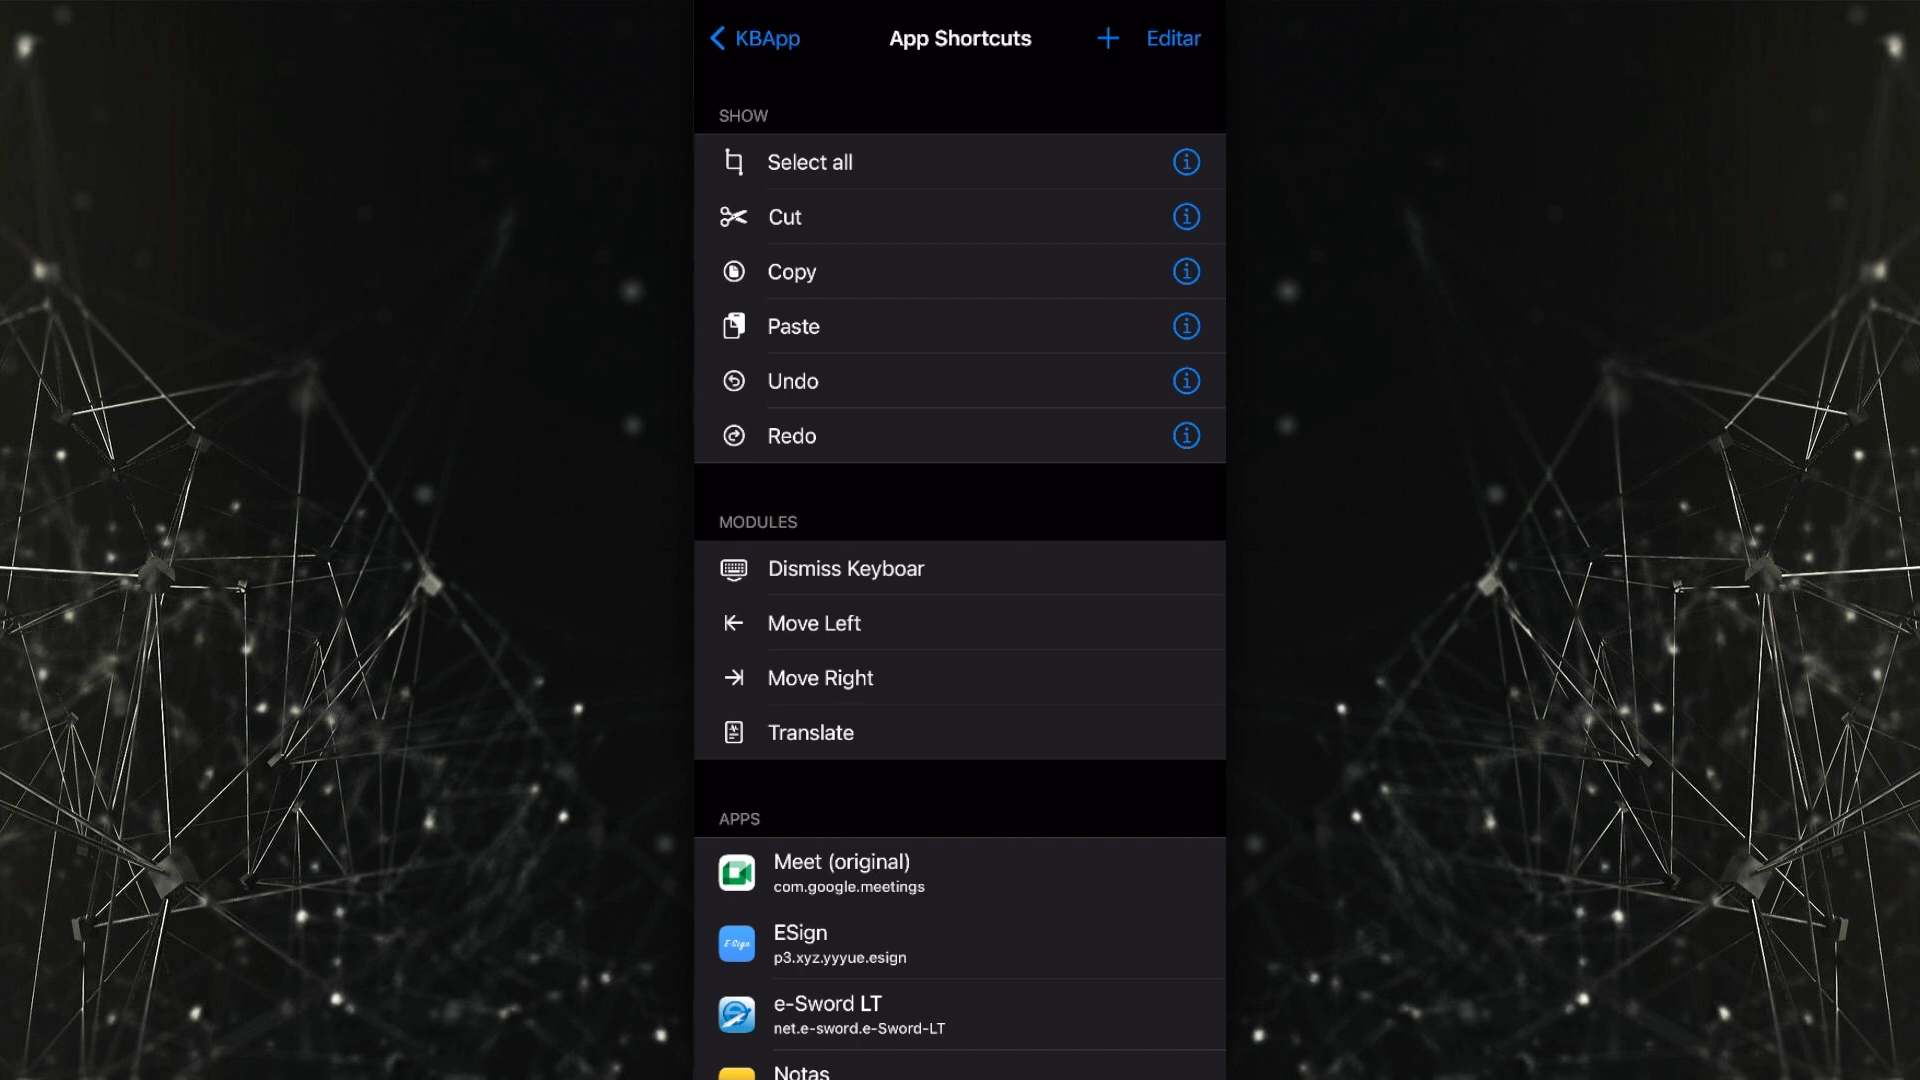 KBApp
App Shortcuts
+ Editar
SHOW
Select all
Cut
Copy
Paste
Undo
Redo
MODULES
Dismiss Keyboar
Move Left
Move Right
Translate
APPS
Meet (original)
com.google.meetings
E-Sign
ESign
p3.xyz.yyyue.esign
e-Sword LT
net.e-sword.e-Sword-LT
Notas